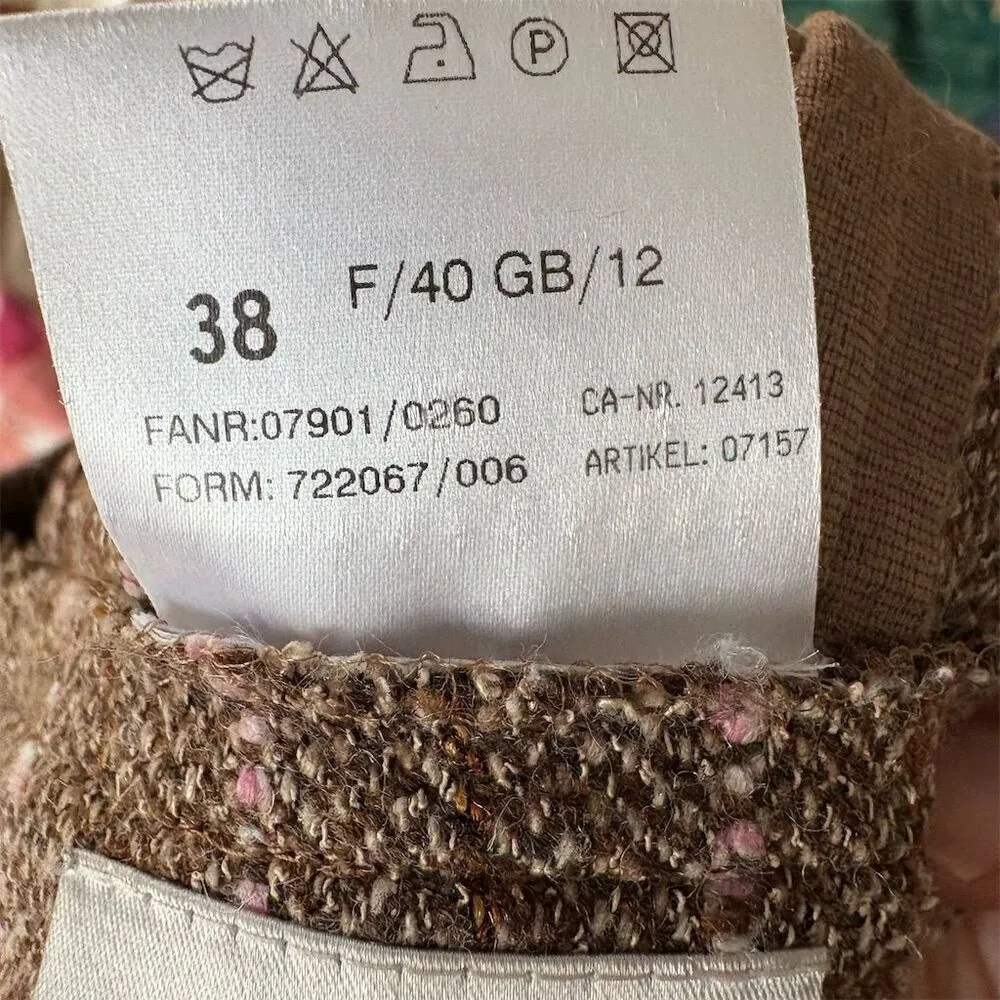 P
38 F/40 GB/12
FANR:07901/0260 CA-NR. 12413
FORM: 722067/006 ARTIKEL: 07157